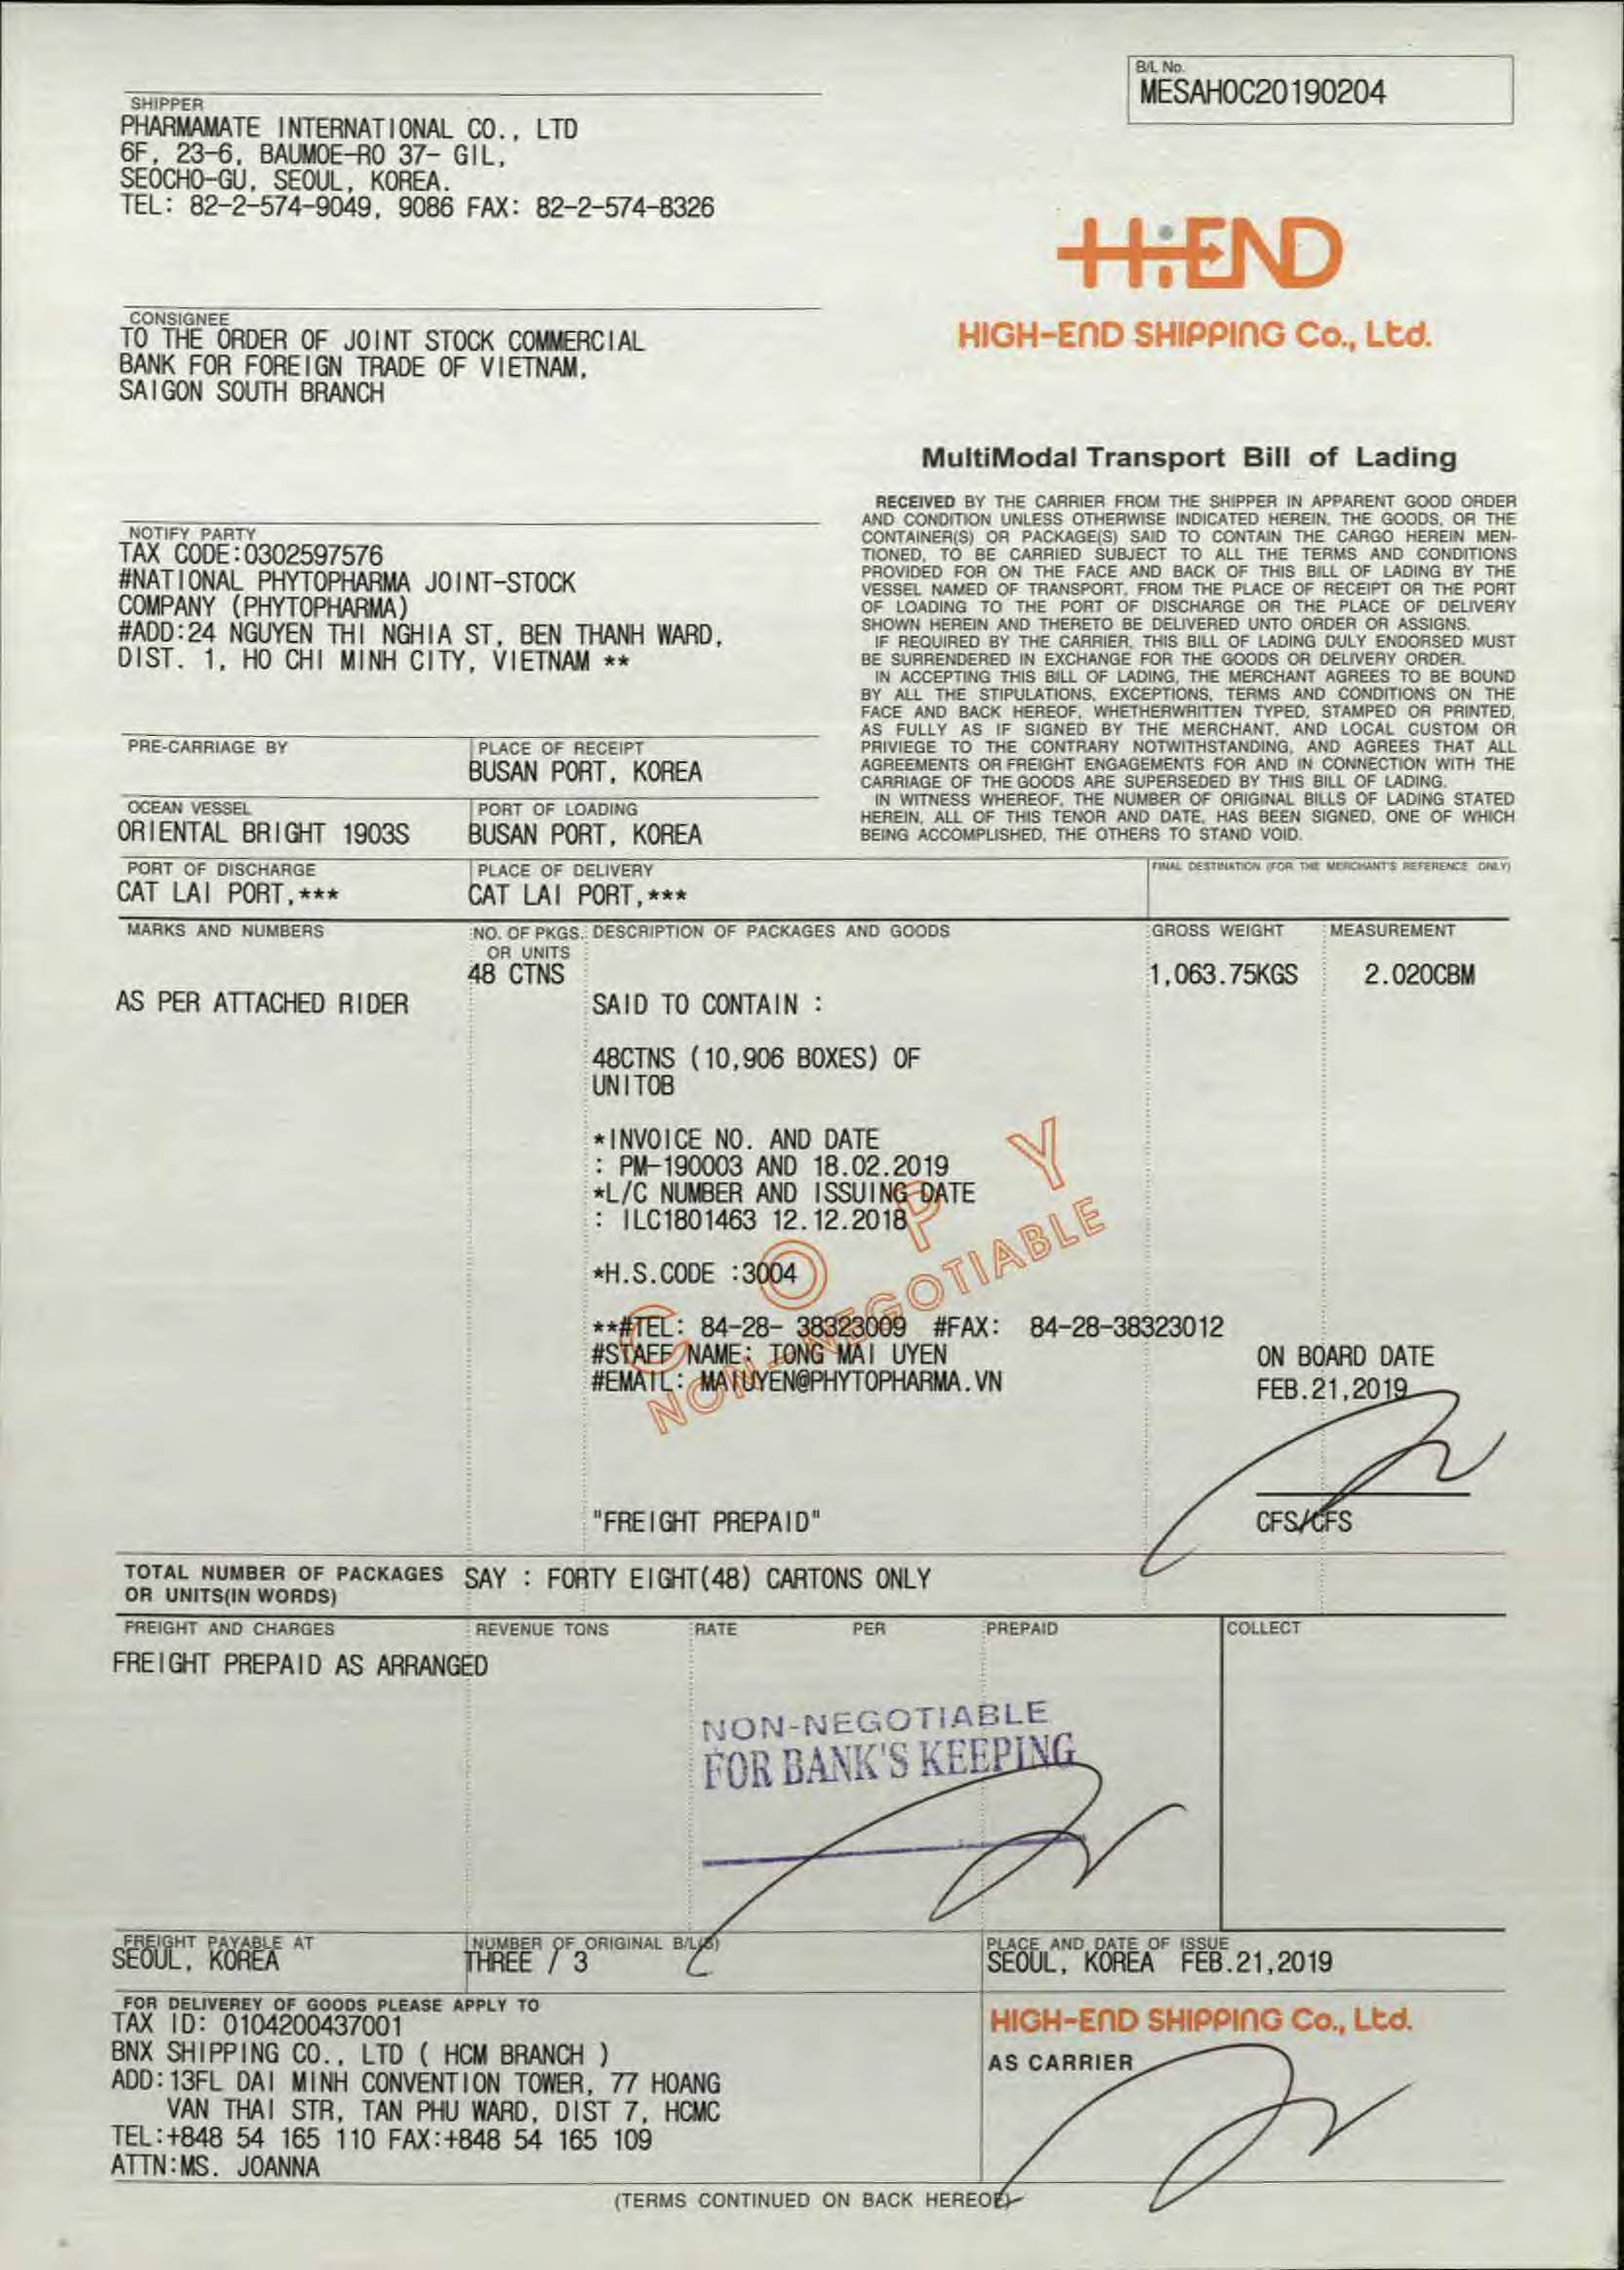 B/L No.
MESAHOC20190204
SHIPPER
PHARMAMATE INTERNATIONAL CO., LTD
6F, 23-6, BAUMOE-RO 37- GIL,
SEOCHO-GU, SEOUL, KOREA.
TEL: 82-2-574-9049, 9086 FAX: 82-2-574-8326
H:END
HIGH-END SHIPPING Co., Ltd.
CONSIGNEE
TO THE ORDER OF JOINT STOCK COMMERCIAL
BANK FOR FOREIGN TRADE OF VIETNAM,
SAIGON SOUTH BRANCH
MultiModal Transport Bill of Lading
RECEIVED BY THE CARRIER FROM THE SHIPPER IN APPARENT GOOD ORDER
AND CONDITION UNLESS OTHERWISE INDICATED HEREIN, THE GOODS, OR THE
CONTAINER(S) OR PACKAGE(S) SAID TO CONTAIN THE CARGO HEREIN MEN-
TIONED, TO BE CARRIED SUBJECT TO ALL THE TERMS AND CONDITIONS
PROVIDED FOR ON THE FACE AND BACK OF THIS BILL OF LADING BY THE
VESSEL NAMED OF TRANSPORT, FROM THE PLACE OF RECEIPT OR THE PORT
OF LOADING TO THE PORT OF DISCHARGE OR THE PLACE OF DELIVERY
SHOWN HEREIN AND THERETO BE DELIVERED UNTO ORDER OR ASSIGNS.
IF REQUIRED BY THE CARRIER, THIS BILL OF LADING DULY ENDORSED MUST
BE SURRENDERED IN EXCHANGE FOR THE GOODS OR DELIVERY ORDER.
IN ACCEPTING THIS BILL OF LADING, THE MERCHANT AGREES TO BE BOUND
BY ALL THE STIPULATIONS, EXCEPTIONS, TERMS AND CONDITIONS ON THE
FACE AND BACK HEREOF, WHETHERWRITTEN TYPED, STAMPED OR PRINTED,
AS FULLY AS IF SIGNED BY THE MERCHANT, AND LOCAL CUSTOM OR
PRIVIEGE TO THE CONTRARY NOTWITHSTANDING, AND AGREES THAT ALL
AGREEMENTS OR FREIGHT ENGAGEMENTS FOR AND IN CONNECTION WITH THE
CARRIAGE OF THE GOODS ARE SUPERSEDED BY THIS BILL OF LADING.
IN WITNESS WHEREOF, THE NUMBER OF ORIGINAL BILLS OF LADING STATED
HEREIN, ALL OF THIS TENOR AND DATE, HAS BEEN SIGNED, ONE OF WHICH
BEING ACCOMPLISHED, THE OTHERS TO STAND VOID.
NOTIFY PARTY
TAX CODE:0302597576
#NATIONAL PHYTOPHARMA JOINT-STOCK
COMPANY (PHYTOPHARMA)
#ADD:24 NGUYEN THI NGHIA ST, BEN THANH WARD,
DIST. 1, HO CHI MINH CITY, VIETNAM **
PRE-CARRIAGE BY
PLACE OF RECEIPT
BUSAN PORT, KOREA
OCEAN VESSEL
ORIENTAL BRIGHT 1903S
PORT OF LOADING
BUSAN PORT, KOREA
PORT OF DISCHARGE
CAT LAI PORT,***
PLACE OF DELIVERY
CAT LAI PORT,***
FINAL DESTINATION (FOR THE MERCHANT'S REFERENCE ONLY)
MARKS AND NUMBERS
NO. OF PKGS. OR UNITS
DESCRIPTION OF PACKAGES AND GOODS
GROSS WEIGHT
MEASUREMENT
48 CTNS
1,063.75KGS
2.020CBM
AS PER ATTACHED RIDER
SAID TO CONTAIN :
48CTNS (10,906 BOXES) OF
UNITOB
*INVOICE NO. AND DATE
: PM-190003 AND 18.02.2019
*L/C NUMBER AND ISSUING DATE
: ILC1801463 12.12.2018
*H.S.CODE :3004
COPY
NON-NEGOTIABLE
**#TEL: 84-28- 38323009 #FAX: 84-28-38323012
#STAFF NAME: TONG MAI UYEN
#EMAIL: MAIUYEN@PHYTOPHARMA.VN
ON BOARD DATE
FEB.21,2019
"FREIGHT PREPAID"
CFS/CFS
TOTAL NUMBER OF PACKAGES
OR UNITS(IN WORDS)
SAY : FORTY EIGHT(48) CARTONS ONLY
FREIGHT AND CHARGES
REVENUE TONS
RATE
PER
PREPAID
COLLECT
FREIGHT PREPAID AS ARRANGED
NON-NEGOTIABLE
FOR BANK'S KEEPING
FREIGHT PAYABLE AT
SEOUL, KOREA
NUMBER OF ORIGINAL B/L(S)
THREE / 3
PLACE AND DATE OF ISSUE
SEOUL, KOREA FEB.21,2019
FOR DELIVEREY OF GOODS PLEASE APPLY TO
TAX ID: 0104200437001
BNX SHIPPING CO., LTD ( HCM BRANCH )
ADD:13FL DAI MINH CONVENTION TOWER, 77 HOANG
VAN THAI STR, TAN PHU WARD, DIST 7, HCMC
TEL:+848 54 165 110 FAX:+848 54 165 109
ATTN:MS. JOANNA
HIGH-END SHIPPING Co., Ltd.
AS CARRIER
(TERMS CONTINUED ON BACK HEREOF)